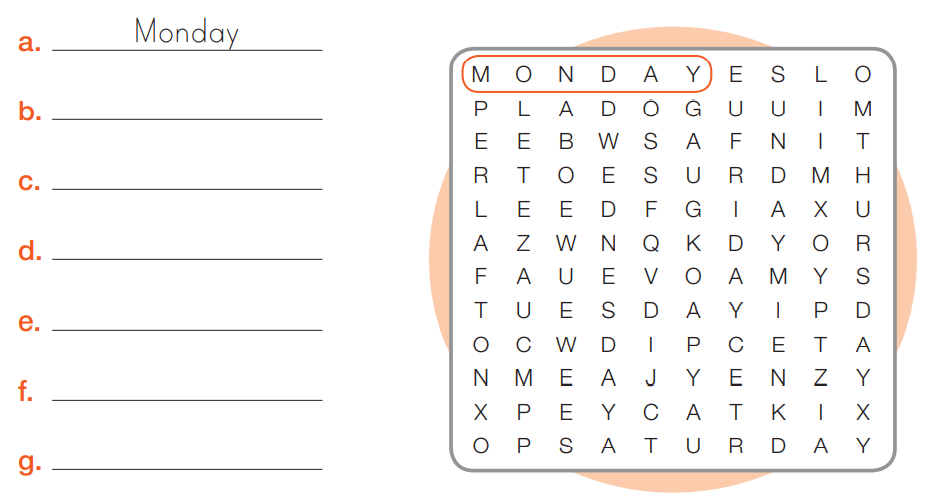 a. Monday
b.
c.
d.
e.
f.
g.
M O N D A Y E S L O
P L A D O G U U I M
E E B W S A F N I T
R T O E S U R D M H
L E E D F G I A X U
A Z W N Q K D Y O R
F A U E V O A M Y S
T U E S D A Y I P D
O C W D I P C E T A
N M E A J Y E N Z Y
X P E Y C A T K I X
O P S A T U R D A Y